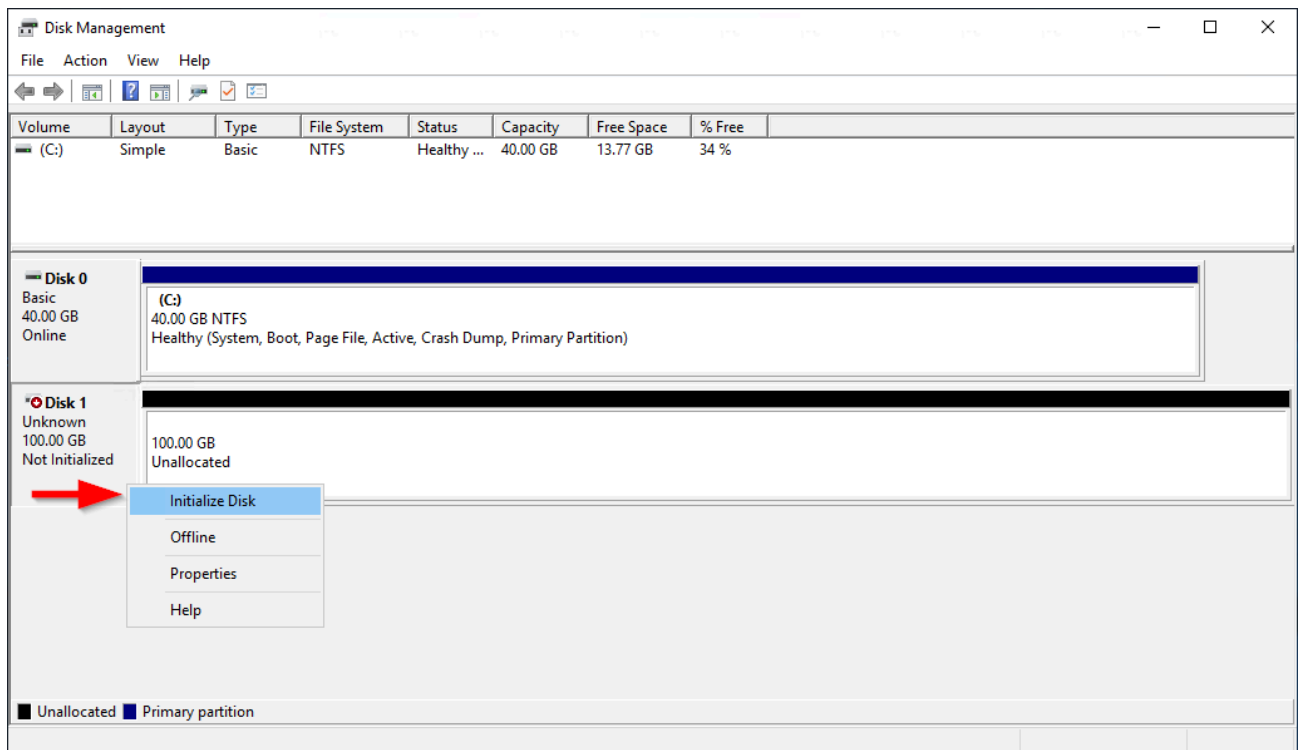 Disk Management
File Action View Help
Volume Layout Type File System Status Capacity Free Space % Free
(C:) Simple Basic NTFS Healthy ... 40.00 GB 13.77 GB 34 %
Disk 0
Basic
40.00 GB
Online
(C:)
40.00 GB NTFS
Healthy (System, Boot, Page File, Active, Crash Dump, Primary Partition)
Disk 1
Unknown
100.00 GB
Not Initialized
100.00 GB
Unallocated
Initialize Disk
Offline
Properties
Help
Unallocated Primary partition